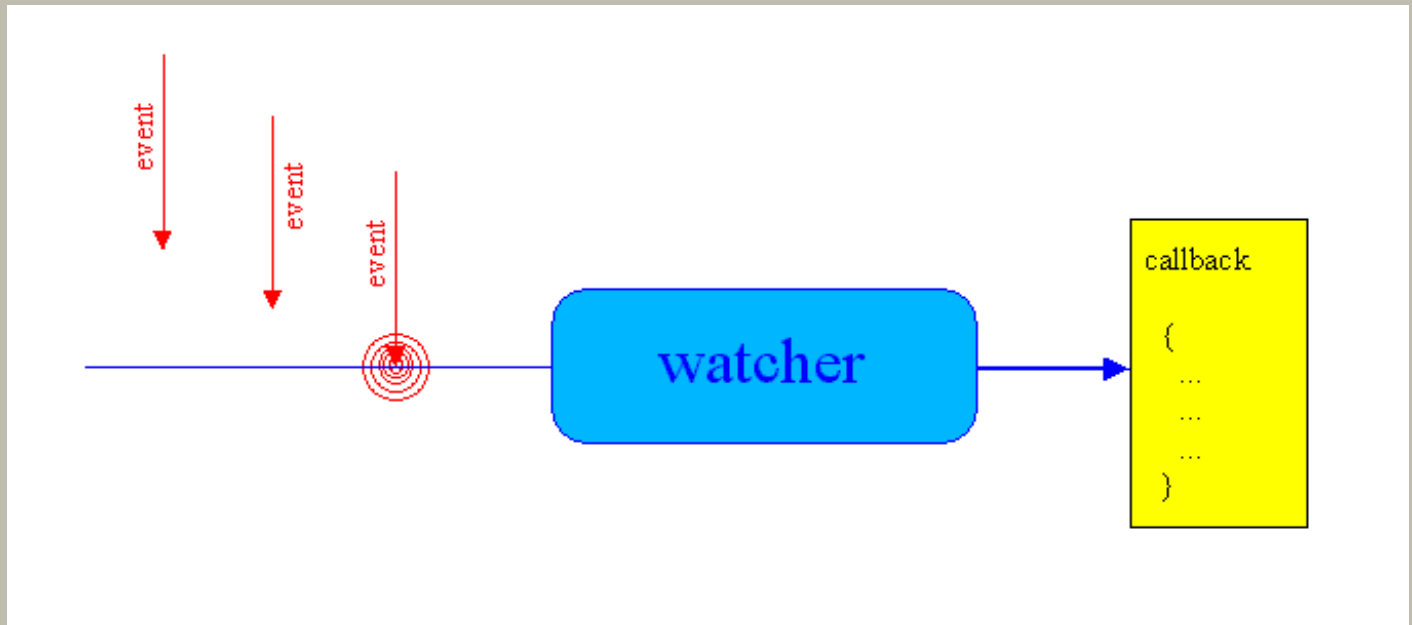 event
event
event
watcher
callback
{
...
...
...
}